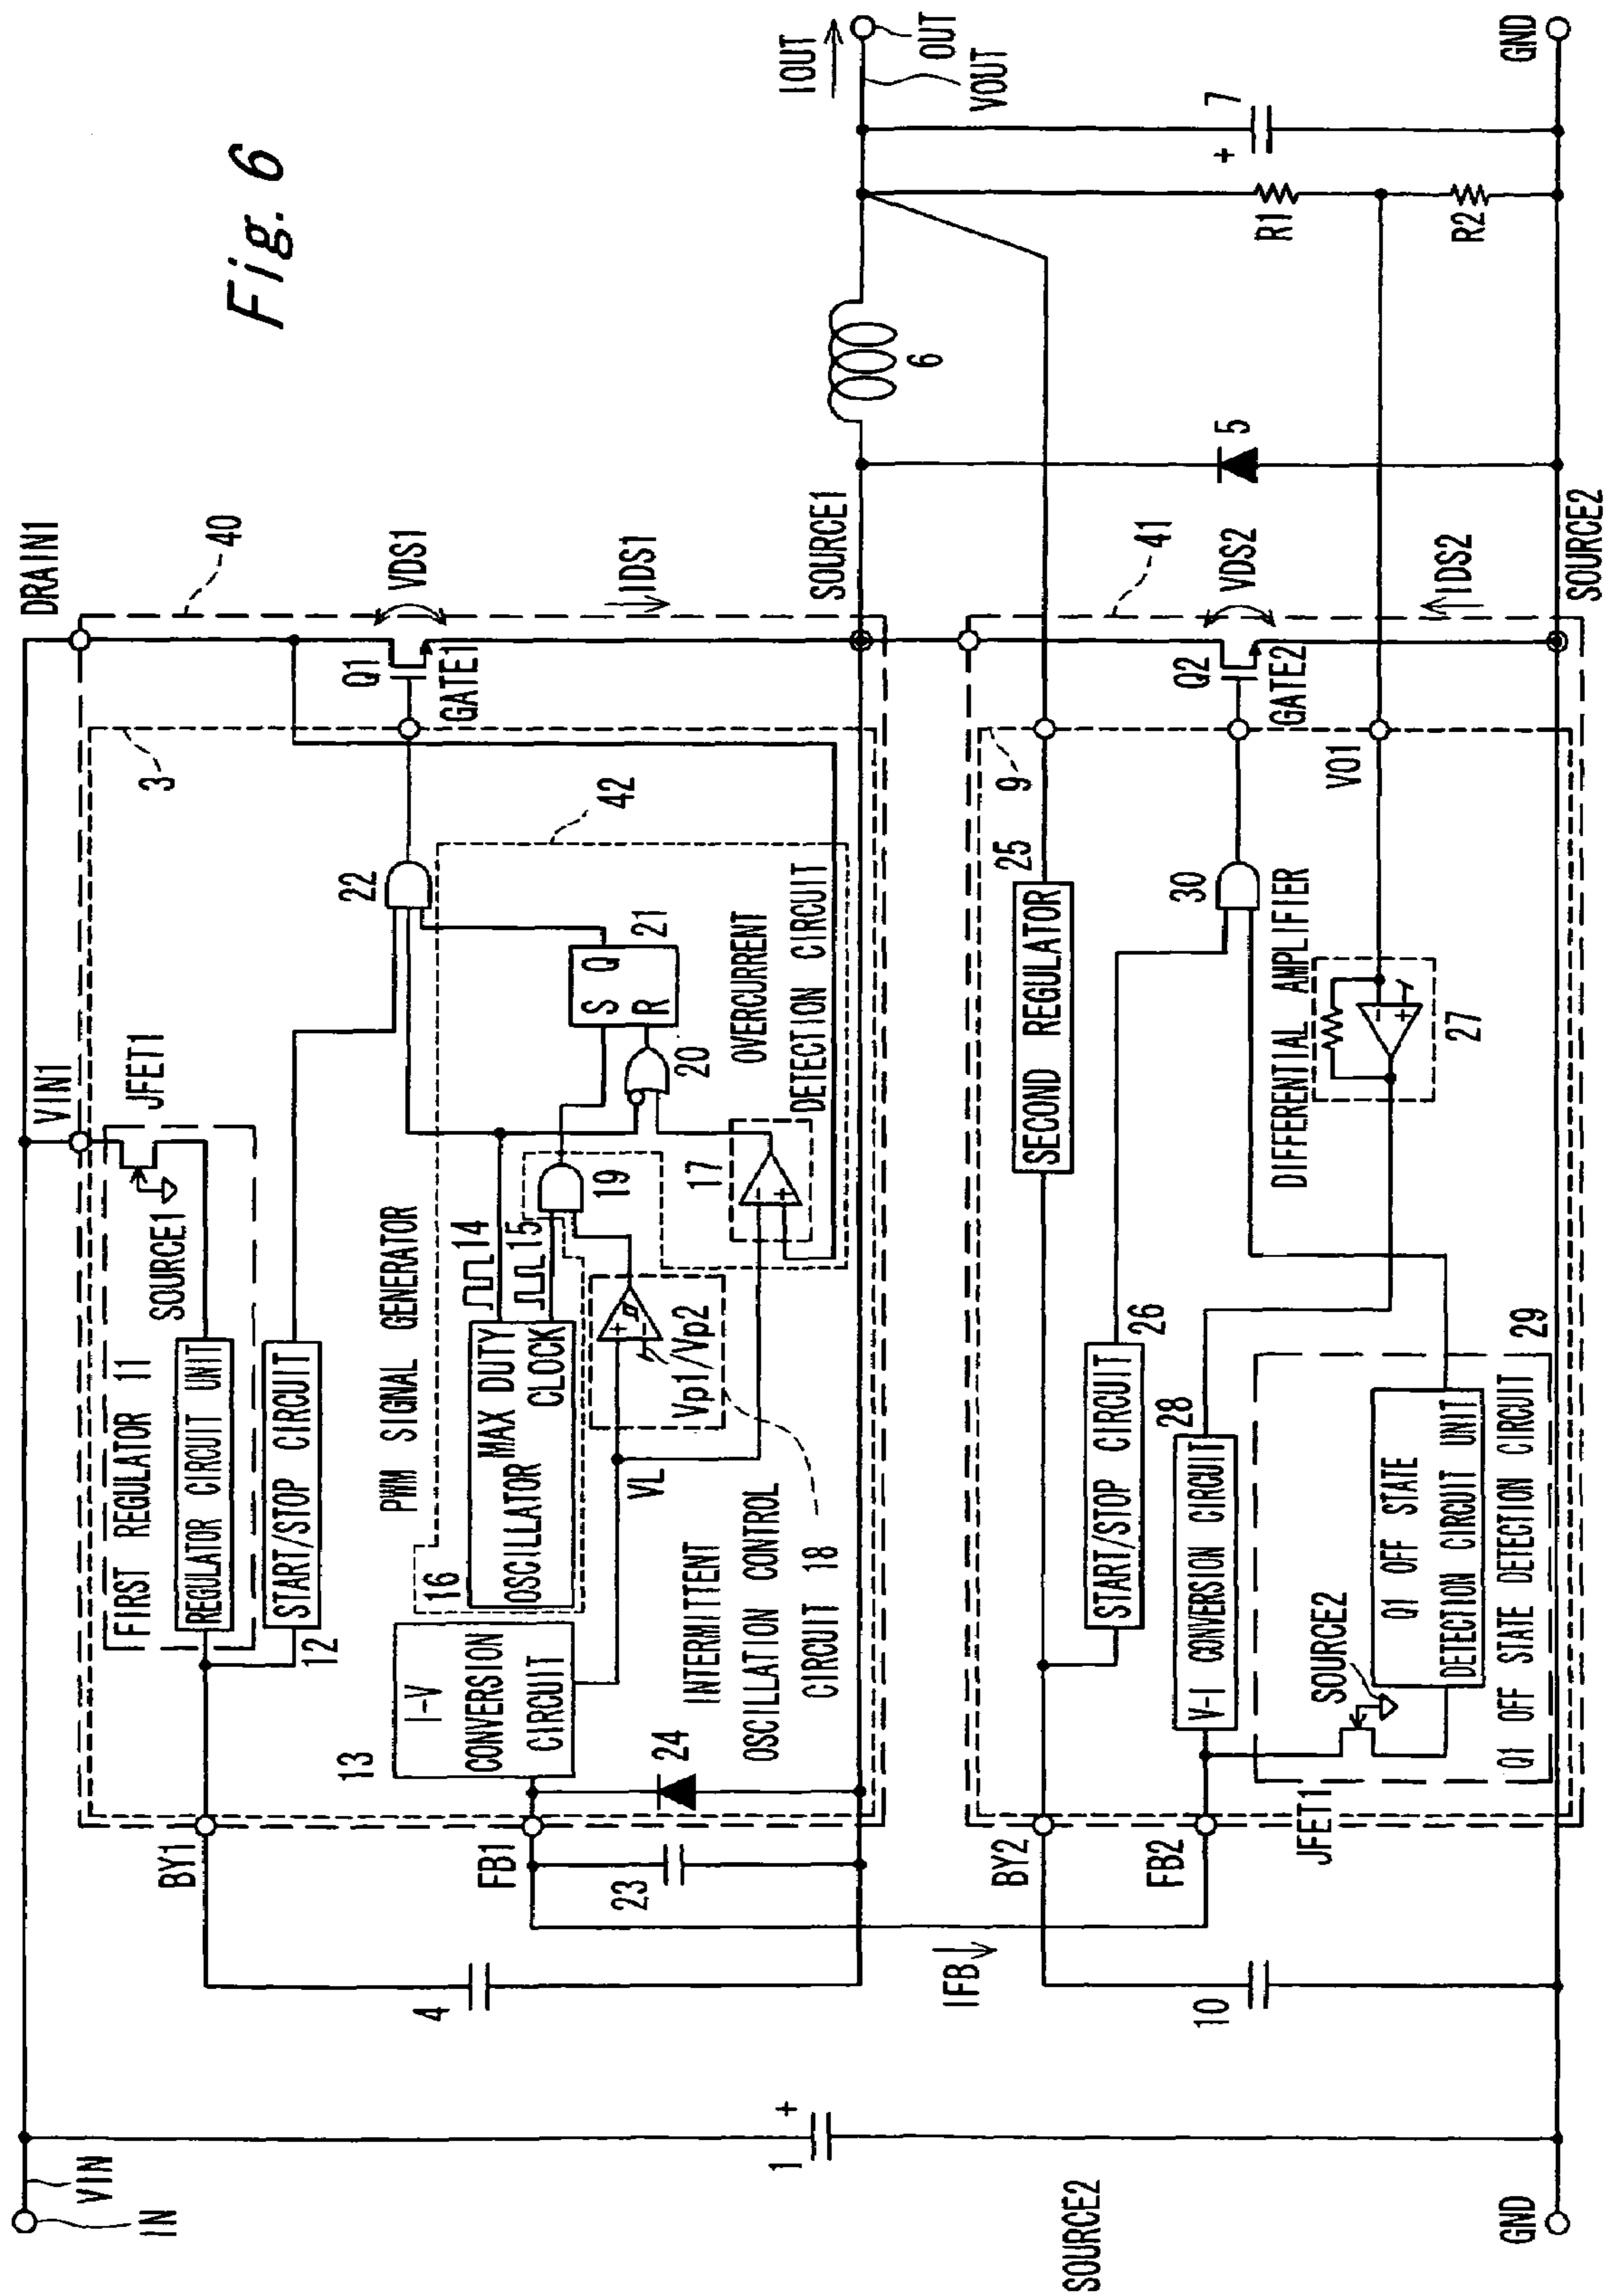 Fig. 6
VIN
IN
1
+
GND
SOURCE2
4
BY1
FB1
23
24
IFB
10
BY2
FB2
JFET1
DRAIN1
40
VIN1
JFET1
SOURCE1
FIRST REGULATOR 11
REGULATOR CIRCUIT UNIT
START/STOP CIRCUIT
12
3
22
Q1
GATE1
VDS1
IDS1
SOURCE1
PWM SIGNAL GENERATOR
42
13
I-V
CONVERSION
CIRCUIT
16
MAX DUTY
OSCILLATOR
CLOCK
14
15
19
20
21
S Q
R
17
+
-
OVERCURRENT
DETECTION CIRCUIT
VL
+
-
Vp1/Vp2
INTERMITTEN
OSCILLATION CONTROL
CIRCUIT 18
41
9
25
SECOND REGULATOR
START/STOP CIRCUIT
26
30
Q2
GATE2
VDS2
IDS2
SOURCE2
VO1
DIFFERENTIAL AMPLIFIER
-
+
27
28
V-I CONVERSION CIRCUIT
SOURCE2
Q1 OFF STATE
DETECTION CIRCUIT UNIT
Q1 OFF STATE DETECTION CIRCUIT
29
5
6
IOUT
OUT
VOUT
7
+
R1
R2
GND